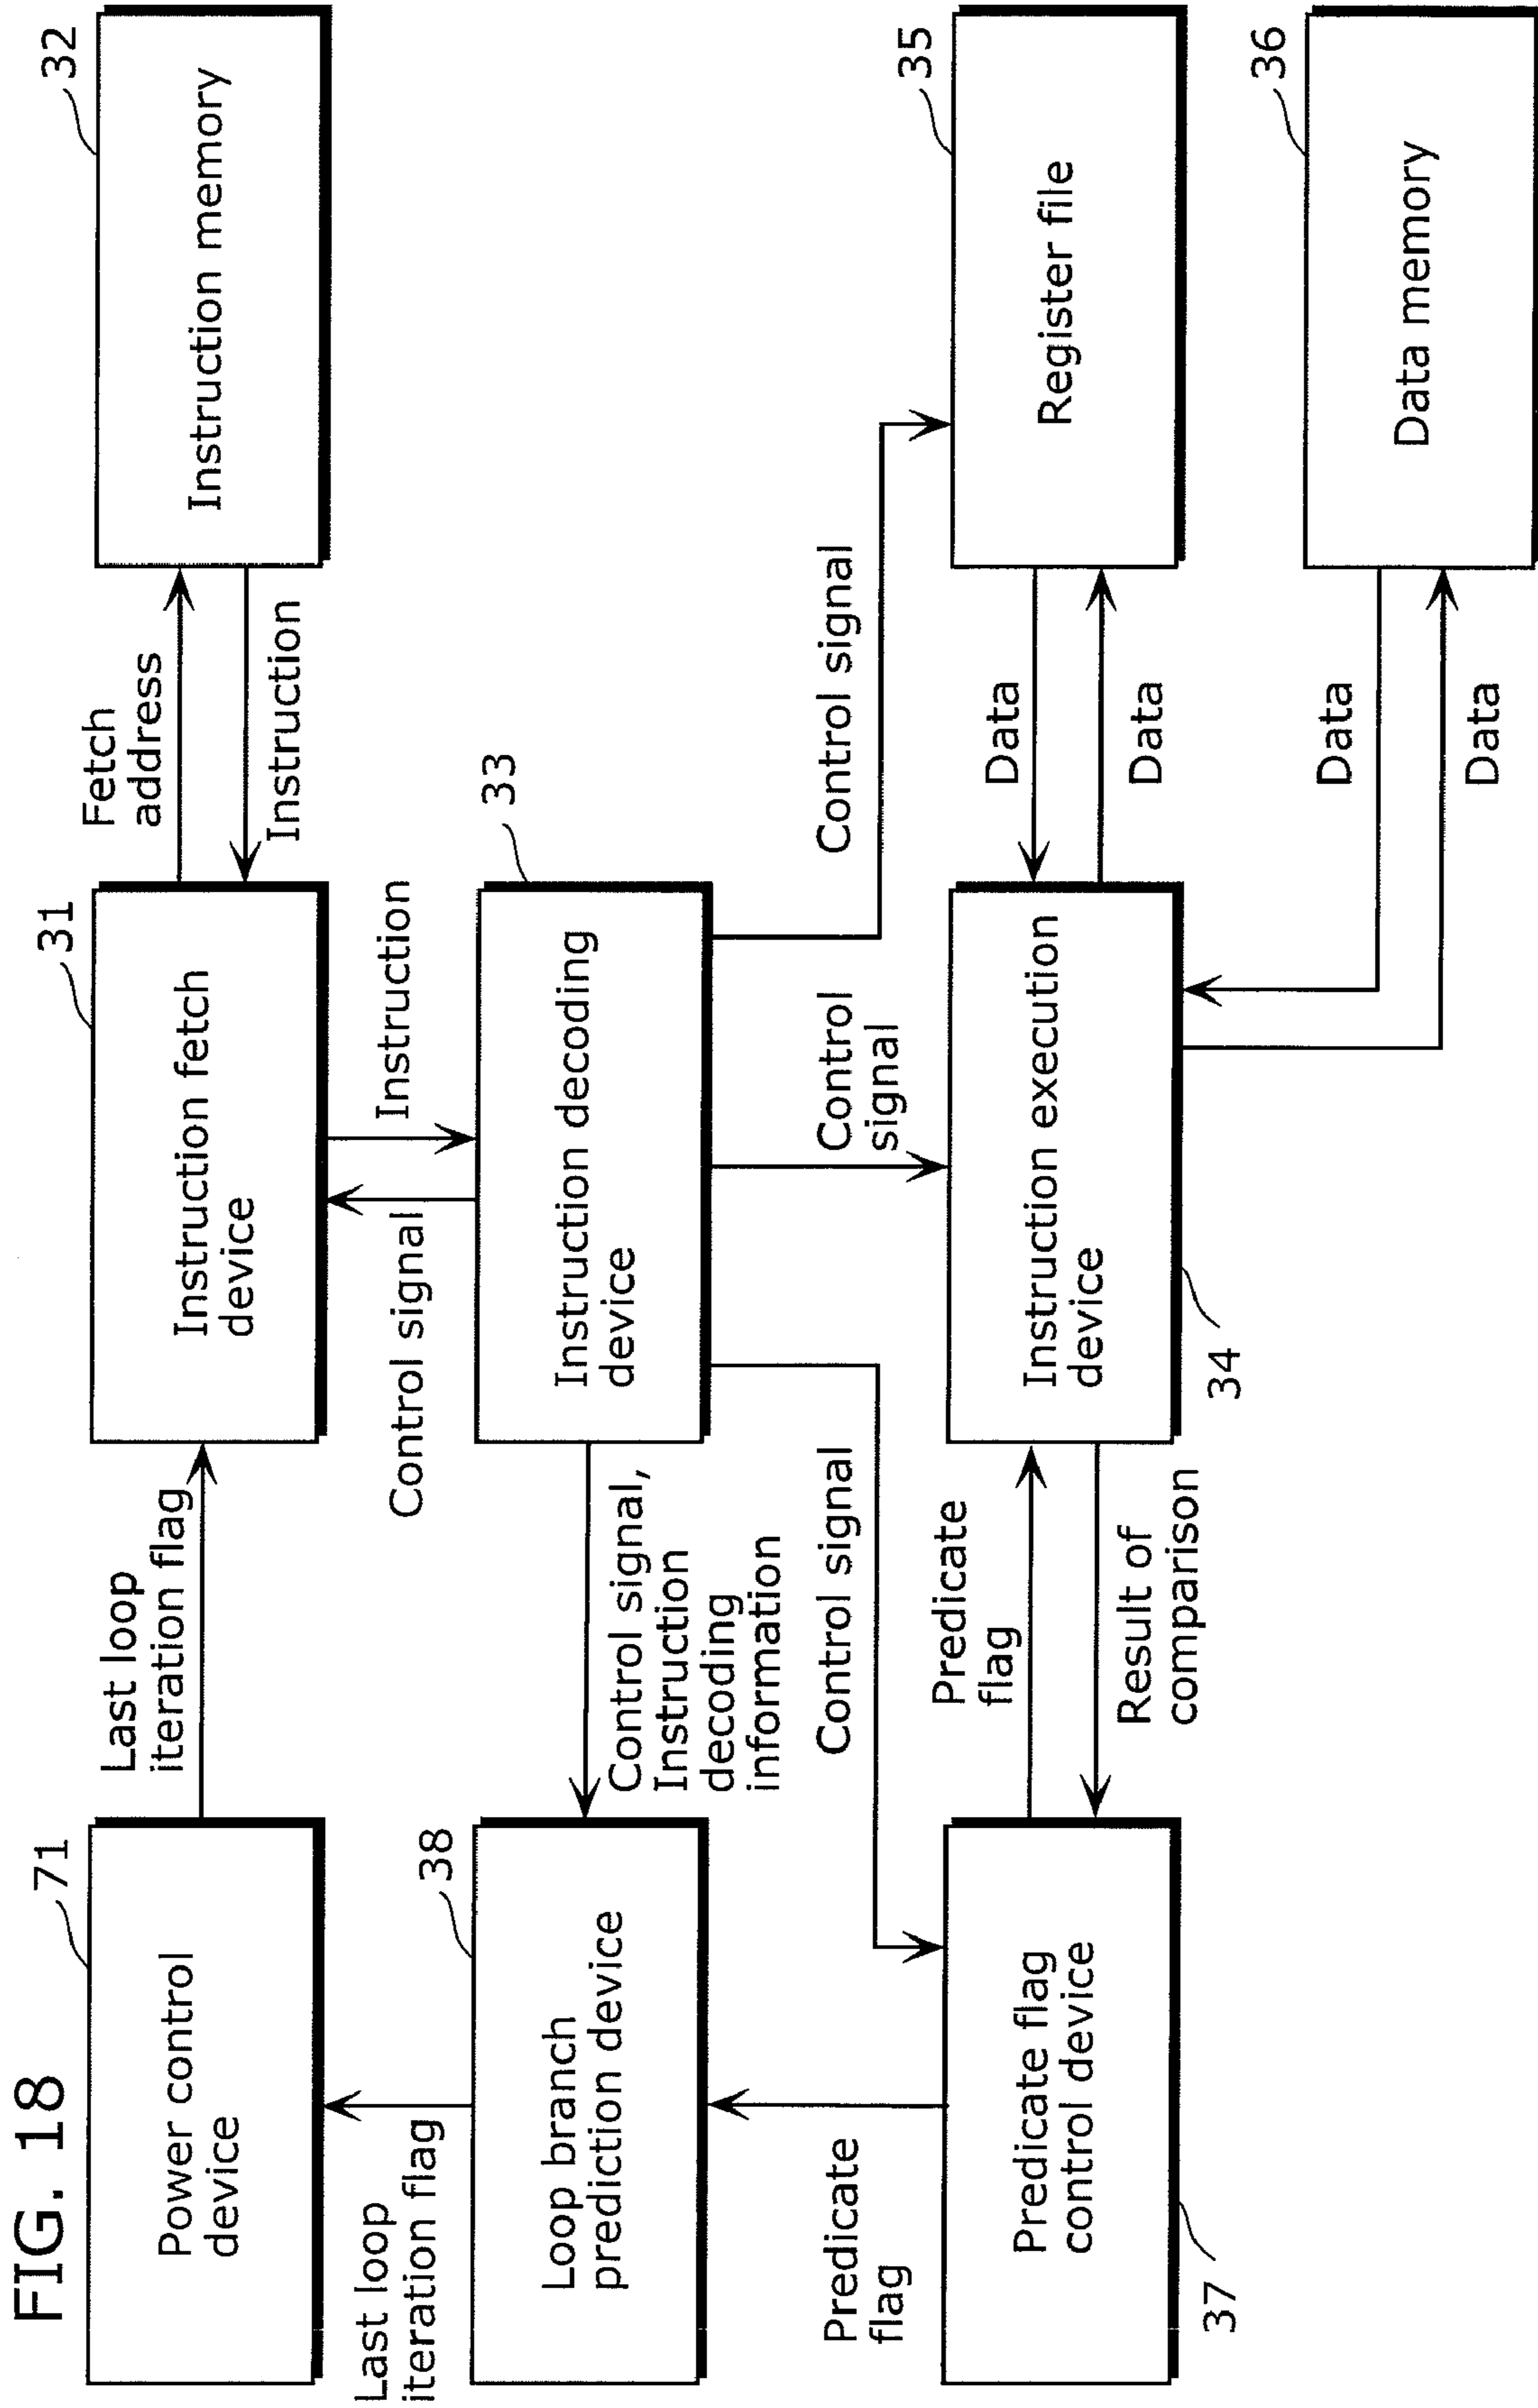 FIG. 18
71
Power control
device
Last loop
iteration flag
31
Instruction fetch
device
Fetch
address
Instruction
32
Instruction memory
Last loop
iteration flag
Control signal
Instruction
38
Loop branch
prediction device
Control signal,
Instruction
decoding
information
33
Instruction decoding
device
Predicate
flag
Control signal
Control
signal
Control signal
37
Predicate flag
control device
Predicate
flag
Result of
comparison
34
Instruction execution
device
Data
Data
35
Register file
Data
Data
36
Data memory